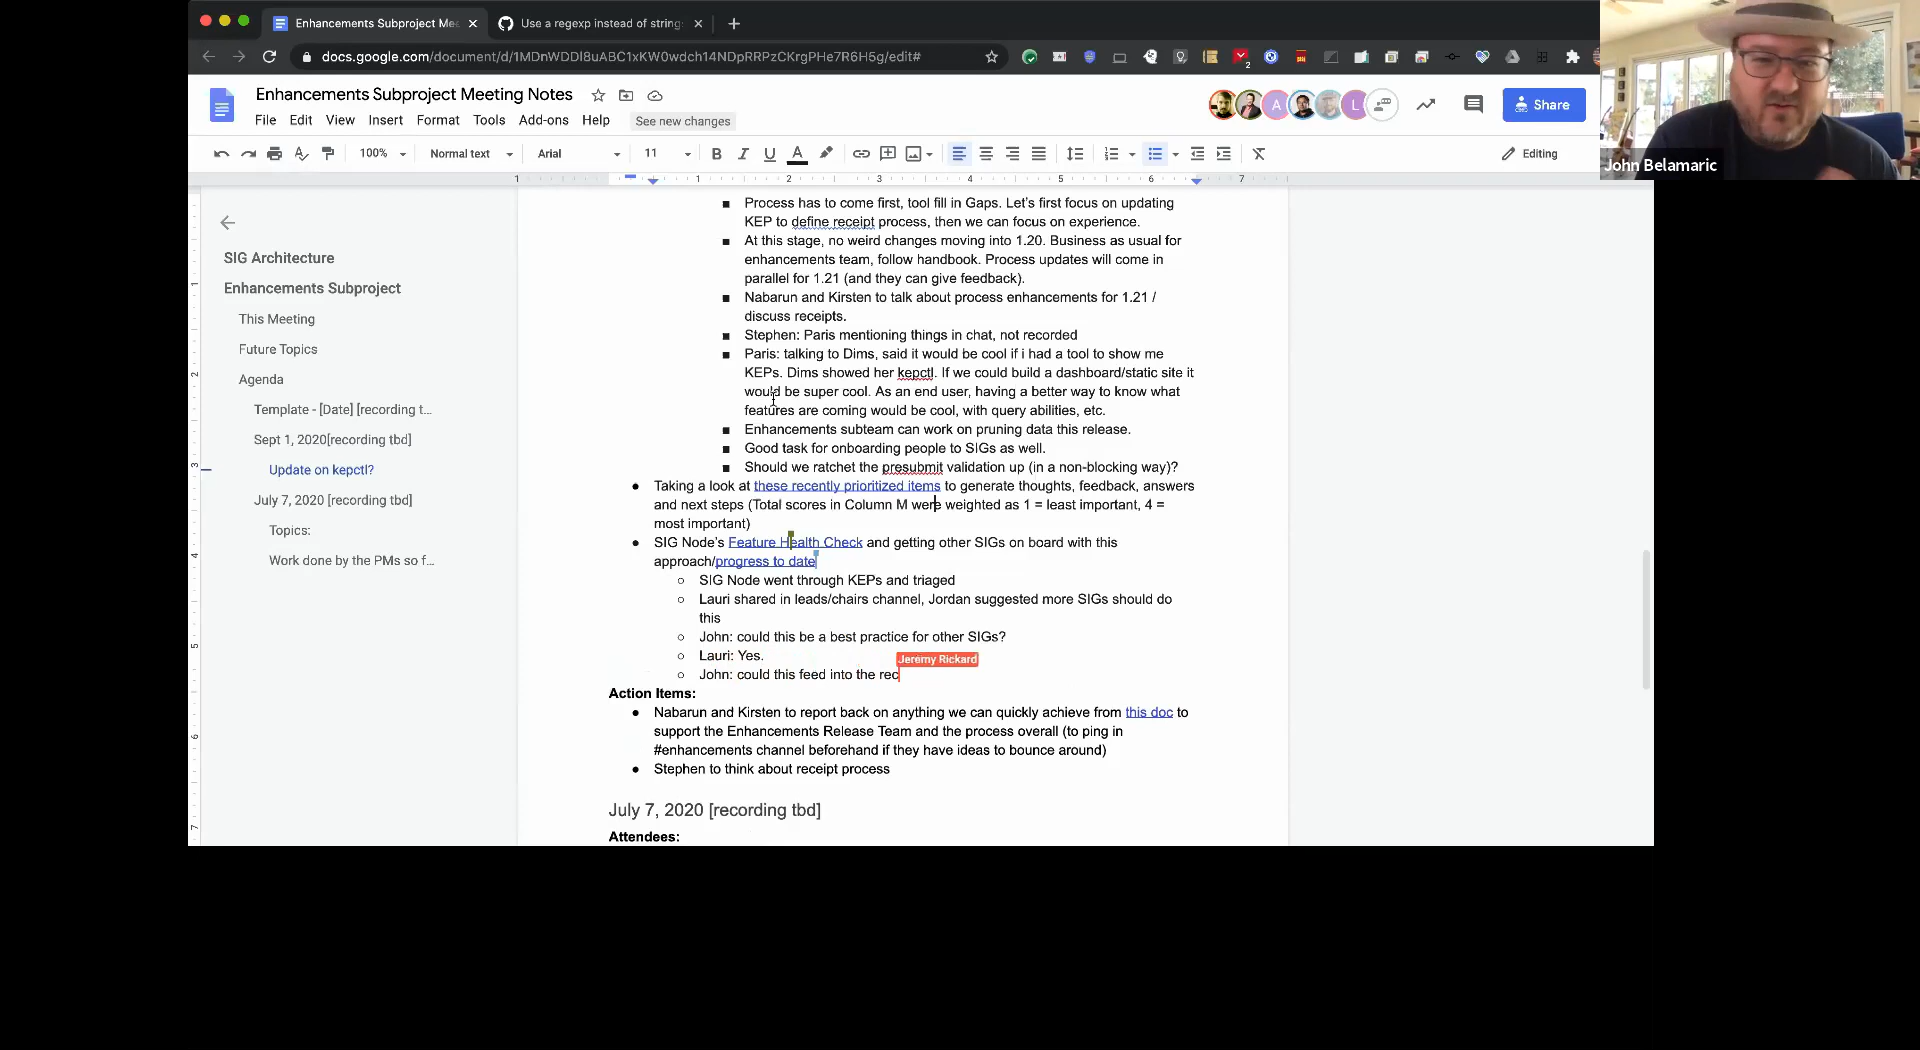 Enhancements Subproject Mee
Use a regexp instead of string
docs.google.com/document/d/1MDnWDDl8uABC1xKW0wdch14NDpRRPzCKrgPHe7R6H5g/edit#
2
Enhancements Subproject Meeting Notes
File Edit View Insert Format Tools Add-ons Help See new changes
A L
Share
100% Normal text Arial 11 B I U A Editing
1 1 2 3 4 5 6 7
John Belamaric
SIG Architecture
Enhancements Subproject
This Meeting
Future Topics
Agenda
Template - [Date] [recording t...
Sept 1, 2020[recording tbd]
Update on kepctl?
July 7, 2020 [recording tbd]
Topics:
Work done by the PMs so f...
1
2
3
4
5
6
7
Process has to come first, tool fill in Gaps. Let's first focus on updating
KEP to define receipt process, then we can focus on experience.
At this stage, no weird changes moving into 1.20. Business as usual for
enhancements team, follow handbook. Process updates will come in
parallel for 1.21 (and they can give feedback).
Nabarun and Kirsten to talk about process enhancements for 1.21 /
discuss receipts.
Stephen: Paris mentioning things in chat, not recorded
Paris: talking to Dims, said it would be cool if i had a tool to show me
KEPs. Dims showed her kepctl. If we could build a dashboard/static site it
would be super cool. As an end user, having a better way to know what
features are coming would be cool, with query abilities, etc.
Enhancements subteam can work on pruning data this release.
Good task for onboarding people to SIGs as well.
Should we ratchet the presubmit validation up (in a non-blocking way)?
Taking a look at these recently prioritized items to generate thoughts, feedback, answers
and next steps (Total scores in Column M were weighted as 1 = least important, 4 =
most important)
SIG Node's Feature Health Check and getting other SIGs on board with this
approach/progress to date
SIG Node went through KEPs and triaged
Lauri shared in leads/chairs channel, Jordan suggested more SIGs should do
this
John: could this be a best practice for other SIGs?
Lauri: Yes.
Jeremy Rickard
John: could this feed into the rec
Action Items:
Nabarun and Kirsten to report back on anything we can quickly achieve from this doc to
support the Enhancements Release Team and the process overall (to ping in
#enhancements channel beforehand if they have ideas to bounce around)
Stephen to think about receipt process
July 7, 2020 [recording tbd]
Attendees: